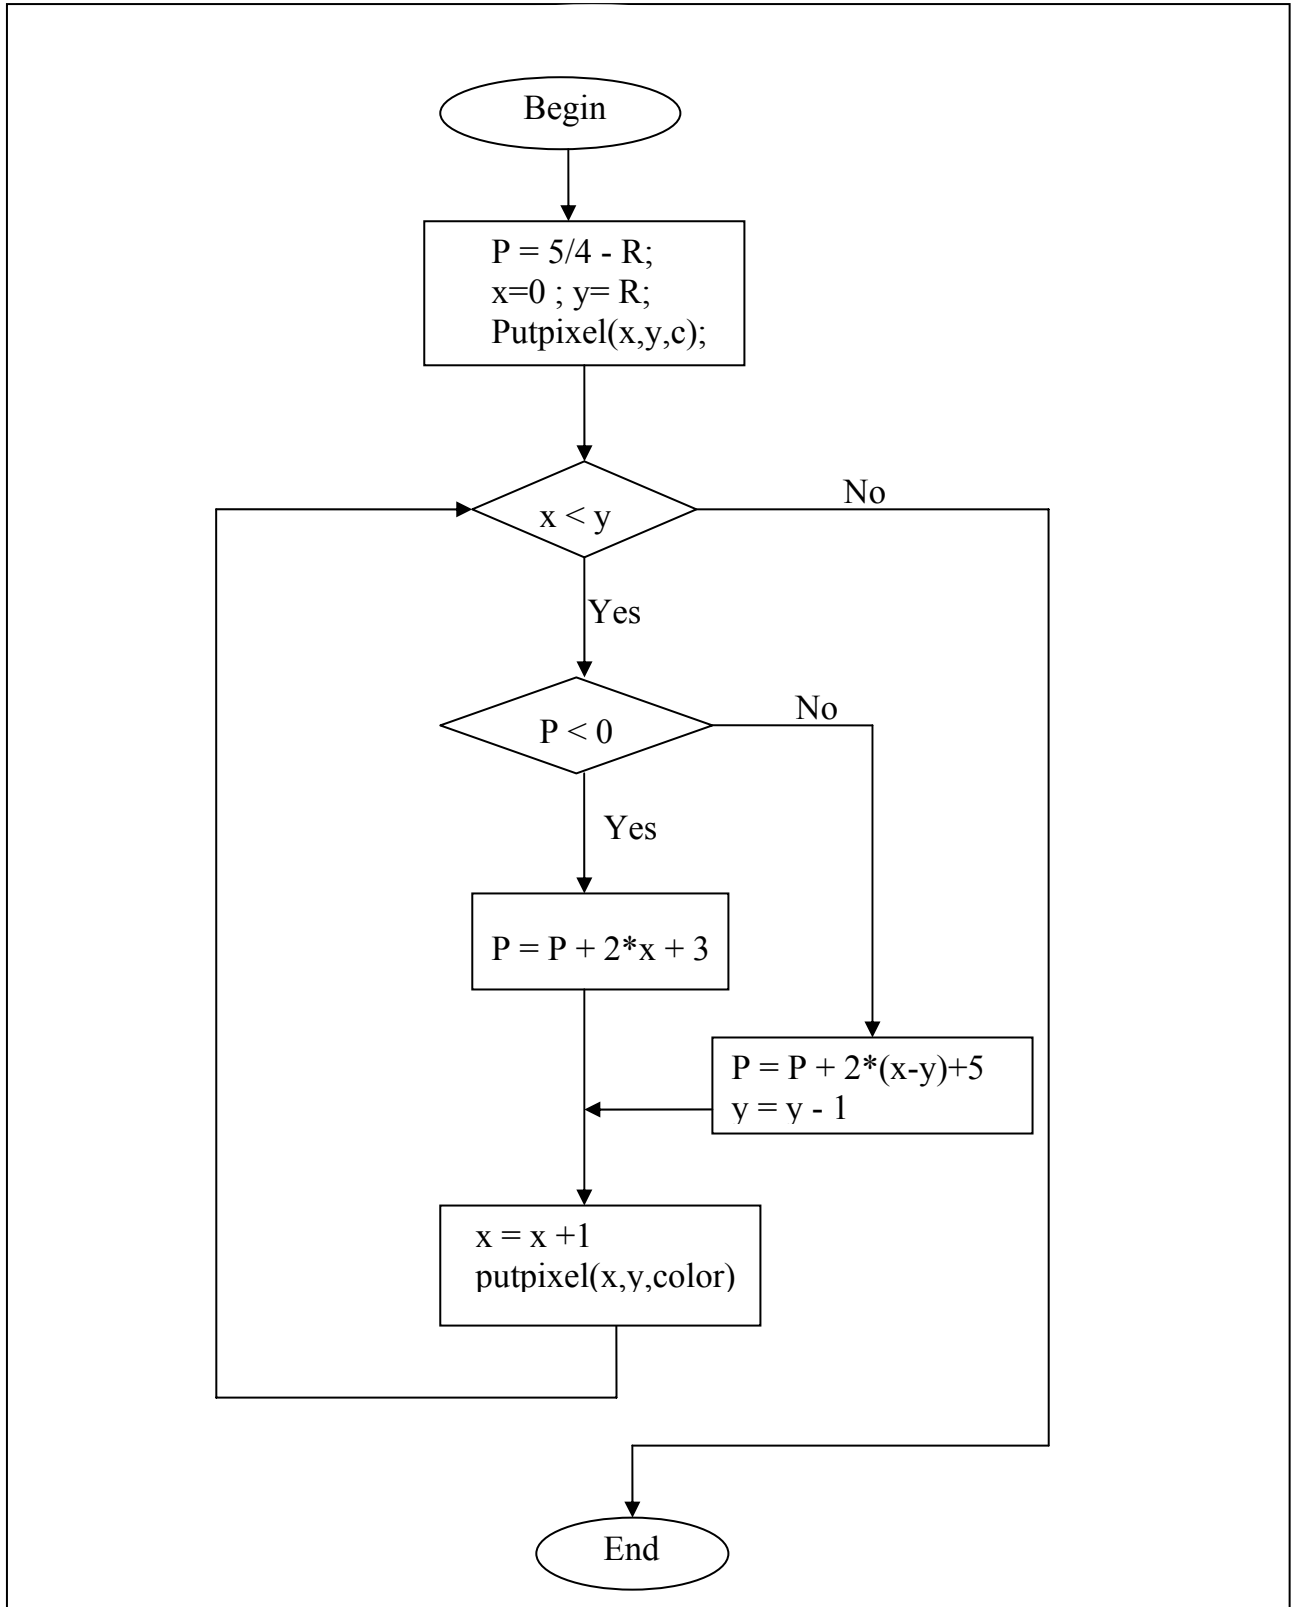 Begin
P = 5/4 - R;
x=0 ; y= R;
Putpixel(x,y,c);
x < y
No
Yes
P < 0
No
Yes
P = P + 2*x + 3
P = P + 2*(x-y)+5
y = y - 1
x = x +1
putpixel(x,y,color)
End